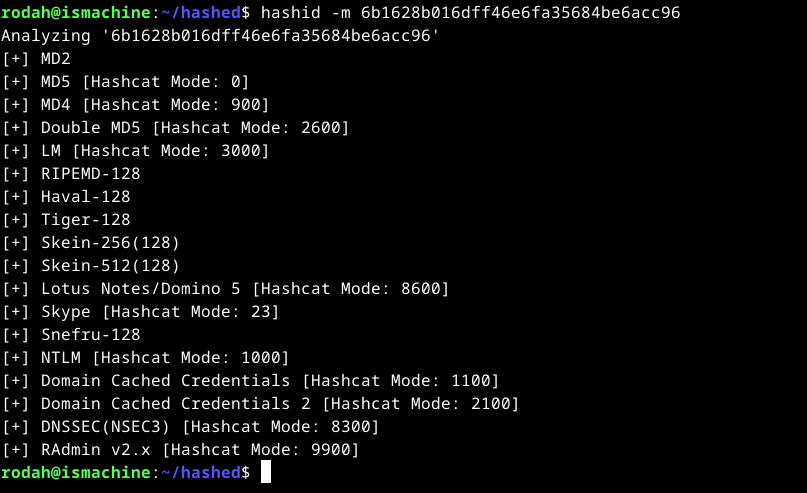 rodah@ismachine:~/hashed$ hashid -m 6b1628b016dff46e6fa35684be6acc96
Analyzing '6b1628b016dff46e6fa35684be6acc96'
[+] MD2
[+] MD5 [Hashcat Mode: 0]
[+] MD4 [Hashcat Mode: 900]
[+] Double MD5 [Hashcat Mode: 2600]
[+] LM [Hashcat Mode: 3000]
[+] RIPEMD-128
[+] Haval-128
[+] Tiger-128
[+] Skein-256(128)
[+] Skein-512(128)
[+] Lotus Notes/Domino 5 [Hashcat Mode: 8600]
[+] Skype [Hashcat Mode: 23]
[+] Snefru-128
[+] NTLM [Hashcat Mode: 1000]
[+] Domain Cached Credentials [Hashcat Mode: 1100]
[+] Domain Cached Credentials 2 [Hashcat Mode: 2100]
[+] DNSSEC(NSEC3) [Hashcat Mode: 8300]
[+] RAdmin v2.x [Hashcat Mode: 9900]
rodah@ismachine:~/hashed$